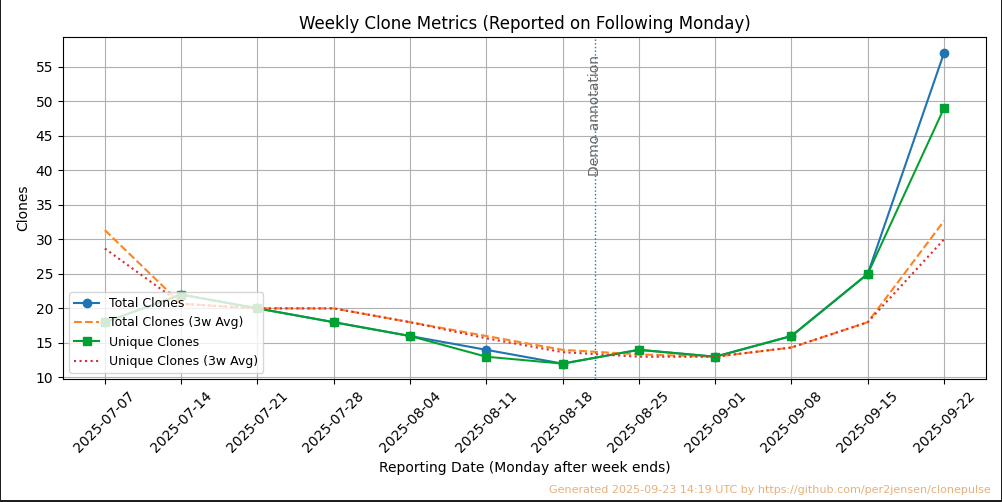 Weekly Clone Metrics (Reported on Following Monday)
Clones
55
50
45
40
35
30
25
20
15
10
Demo annotation
Total Clones
Total Clones (3w Avg)
Unique Clones
Unique Clones (3w Avg)
2025-07-07
2025-07-14
2025-07-21
2025-07-28
2025-08-04
2025-08-11
2025-08-18
2025-08-25
2025-09-01
2025-09-08
2025-09-15
2025-09-22
Reporting Date (Monday after week ends)
Generated 2025-09-23 14:19 UTC by https://github.com/per2jensen/clonepulse